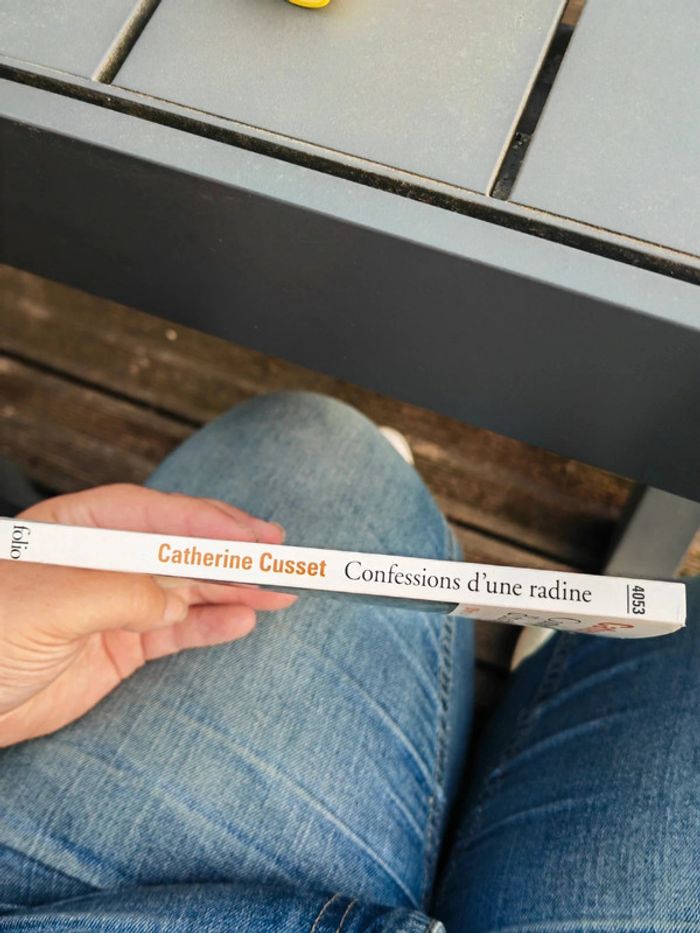 folio
Catherine Cusset Confessions d'une radine
4053